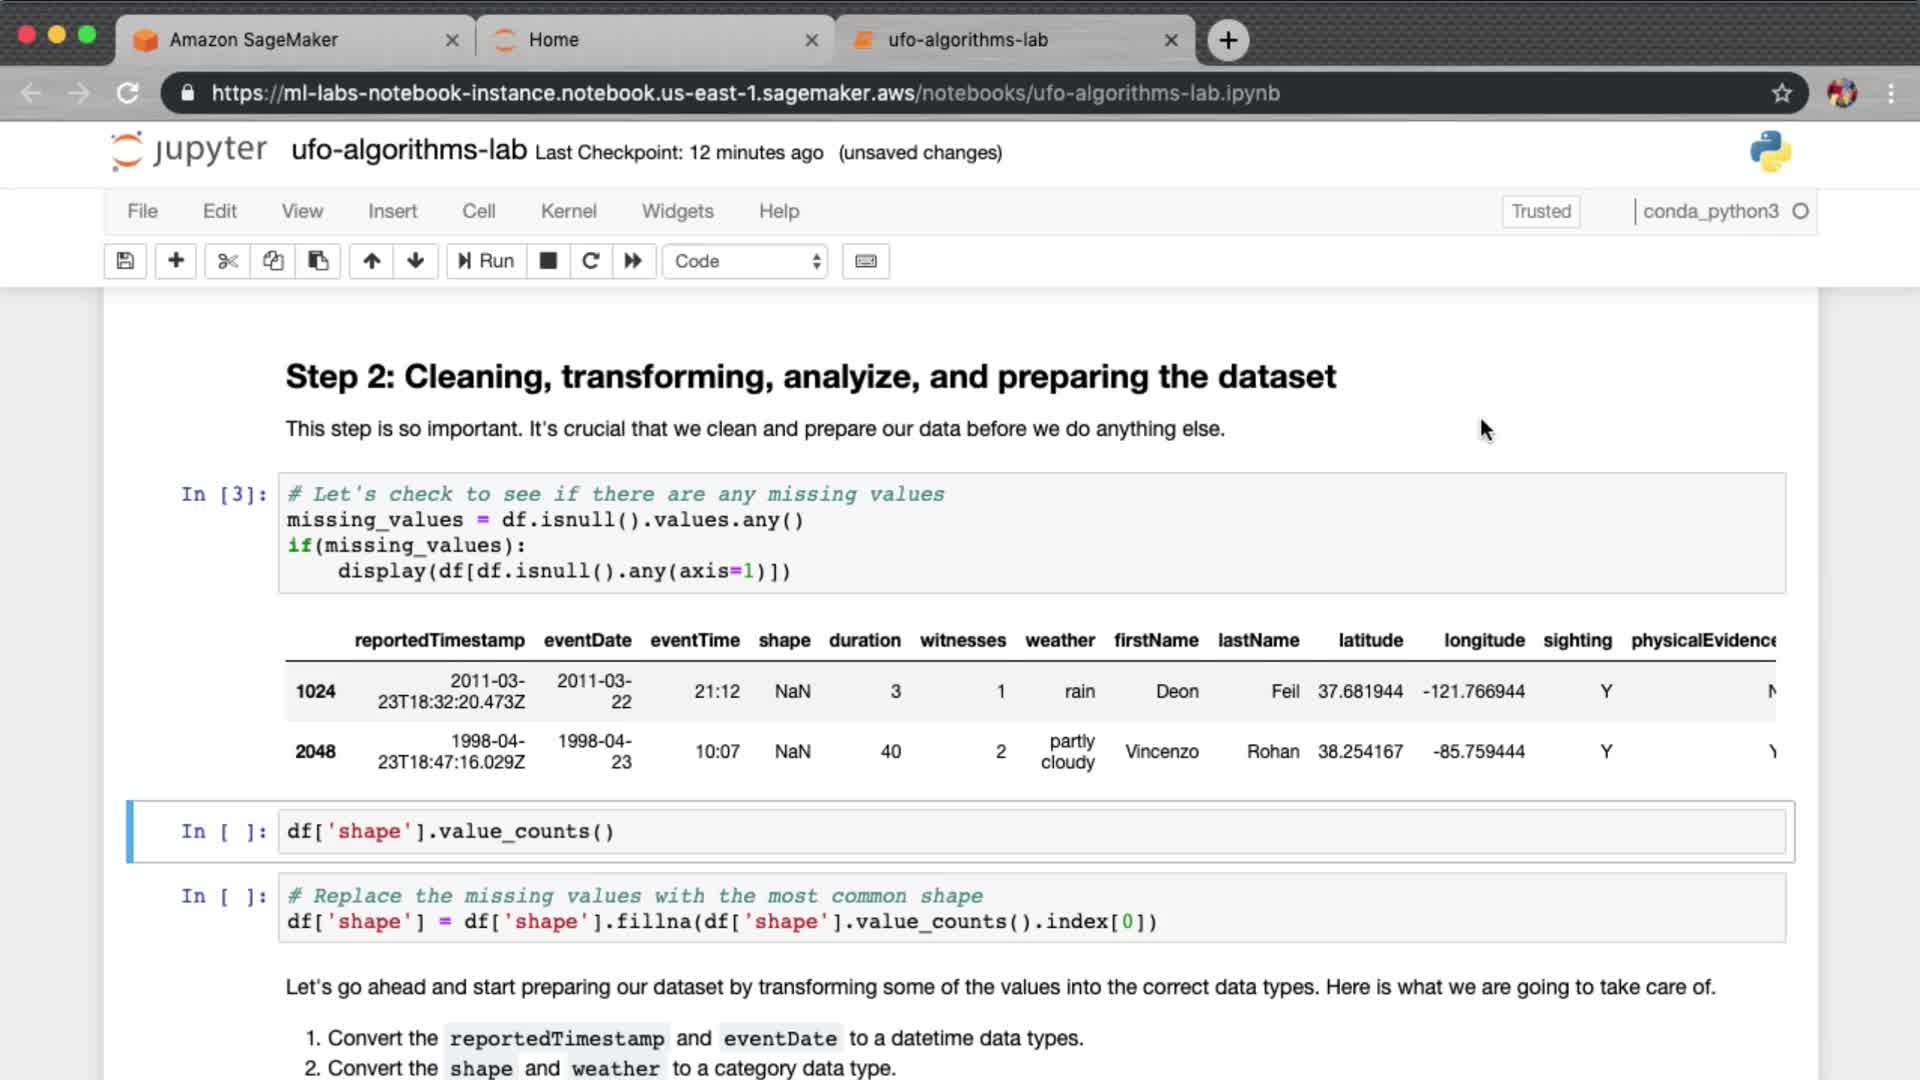 Amazon SageMaker
Home
ufo-algorithms-lab
https://ml-labs-notebook-instance.notebook.us-east-1.sagemaker.aws/notebooks/ufo-algorithms-lab.ipynb
jupyter ufo-algorithms-lab Last Checkpoint: 12 minutes ago (unsaved changes)
File Edit View Insert Cell Kernel Widgets Help Trusted conda_python3
Run Code
Step 2: Cleaning, transforming, analyize, and preparing the dataset
This step is so important. It's crucial that we clean and prepare our data before we do anything else.
In [3]: # Let's check to see if there are any missing values
missing_values = df.isnull().values.any()
if(missing_values):
display(df[df.isnull().any(axis=1)])
reportedTimestamp eventDate eventTime shape duration witnesses weather firstName lastName latitude longitude sighting physicalEvidence
1024 2011-03-23T18:32:20.473Z 2011-03-22 21:12 NaN 3 1 rain Deon Feil 37.681944 -121.766944 Y N
2048 1998-04-23T18:47:16.029Z 1998-04-23 10:07 NaN 40 2 partly cloudy Vincenzo Rohan 38.254167 -85.759444 Y Y
In [ ]: df['shape'].value_counts()
In [ ]: # Replace the missing values with the most common shape
df['shape'] = df['shape'].fillna(df['shape'].value_counts().index[0])
Let's go ahead and start preparing our dataset by transforming some of the values into the correct data types. Here is what we are going to take care of.
1. Convert the reportedTimestamp and eventDate to a datetime data types.
2. Convert the shape and weather to a category data type.